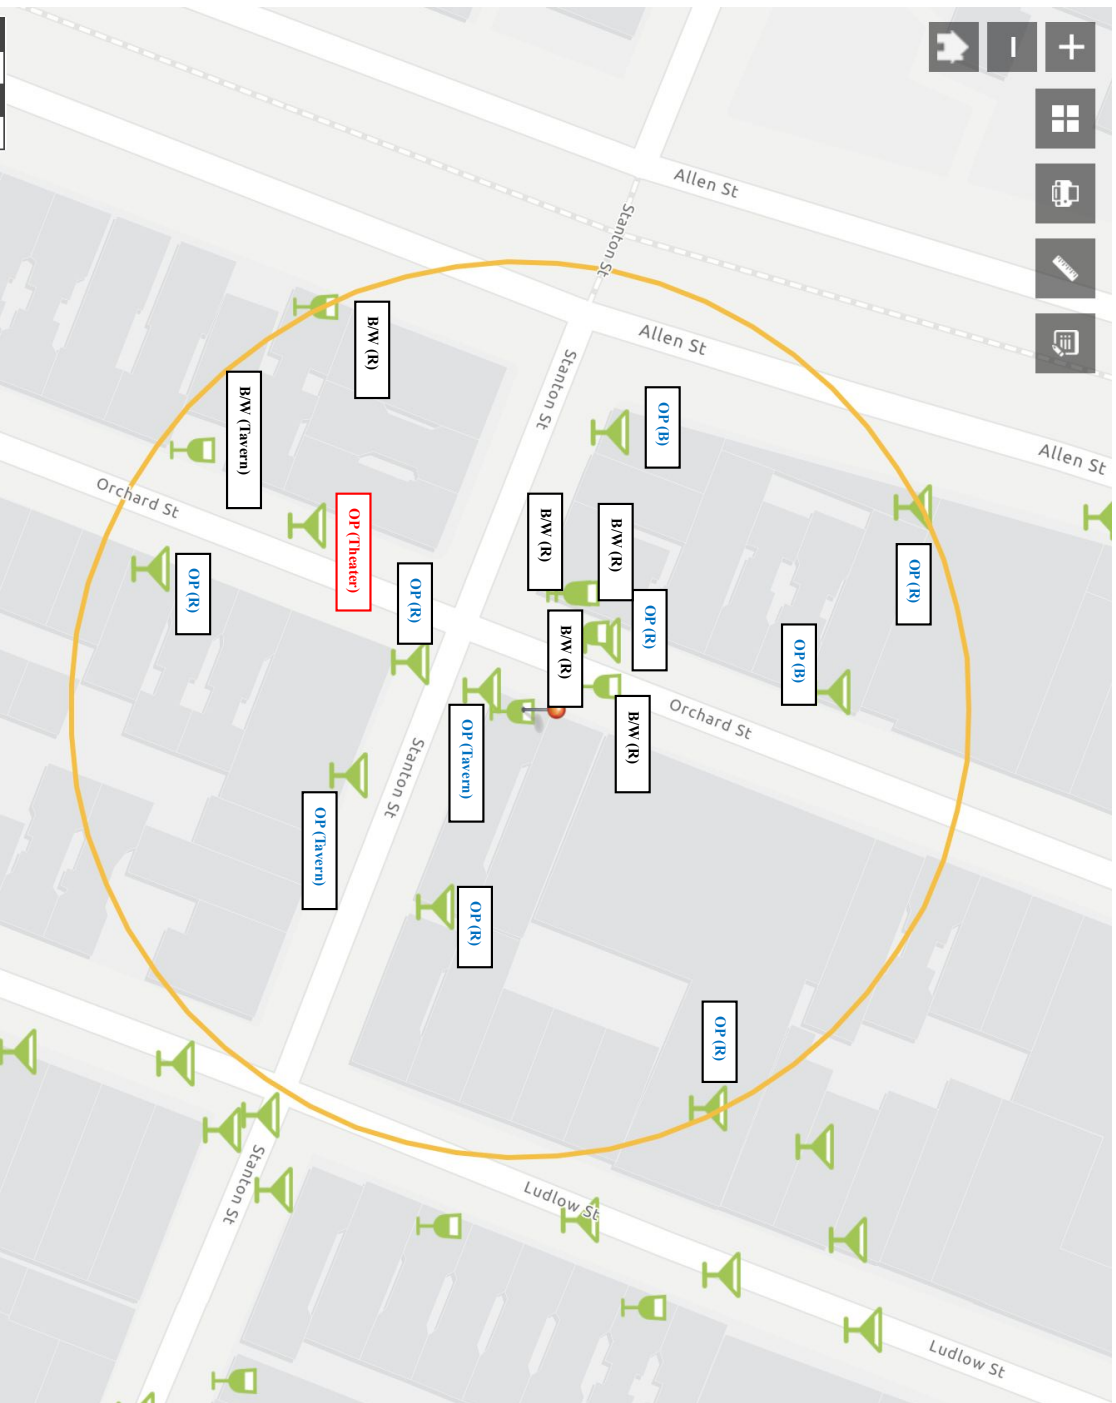 Allen St
Stanton St
Allen St
B/W (R)
Stanton St
OP (B)
B/W (Tavern)
Allen St
Orchard St
OP (Theater)
B/W (R)
B/W (R)
OP (R)
OP (R)
OP (R)
OP (R)
B/W (R)
OP (B)
B/W (R)
Orchard St
OP (Tavern)
Stanton St
OP (Tavern)
OP (R)
OP (R)
Stanton St
Ludlow St
Ludlow St